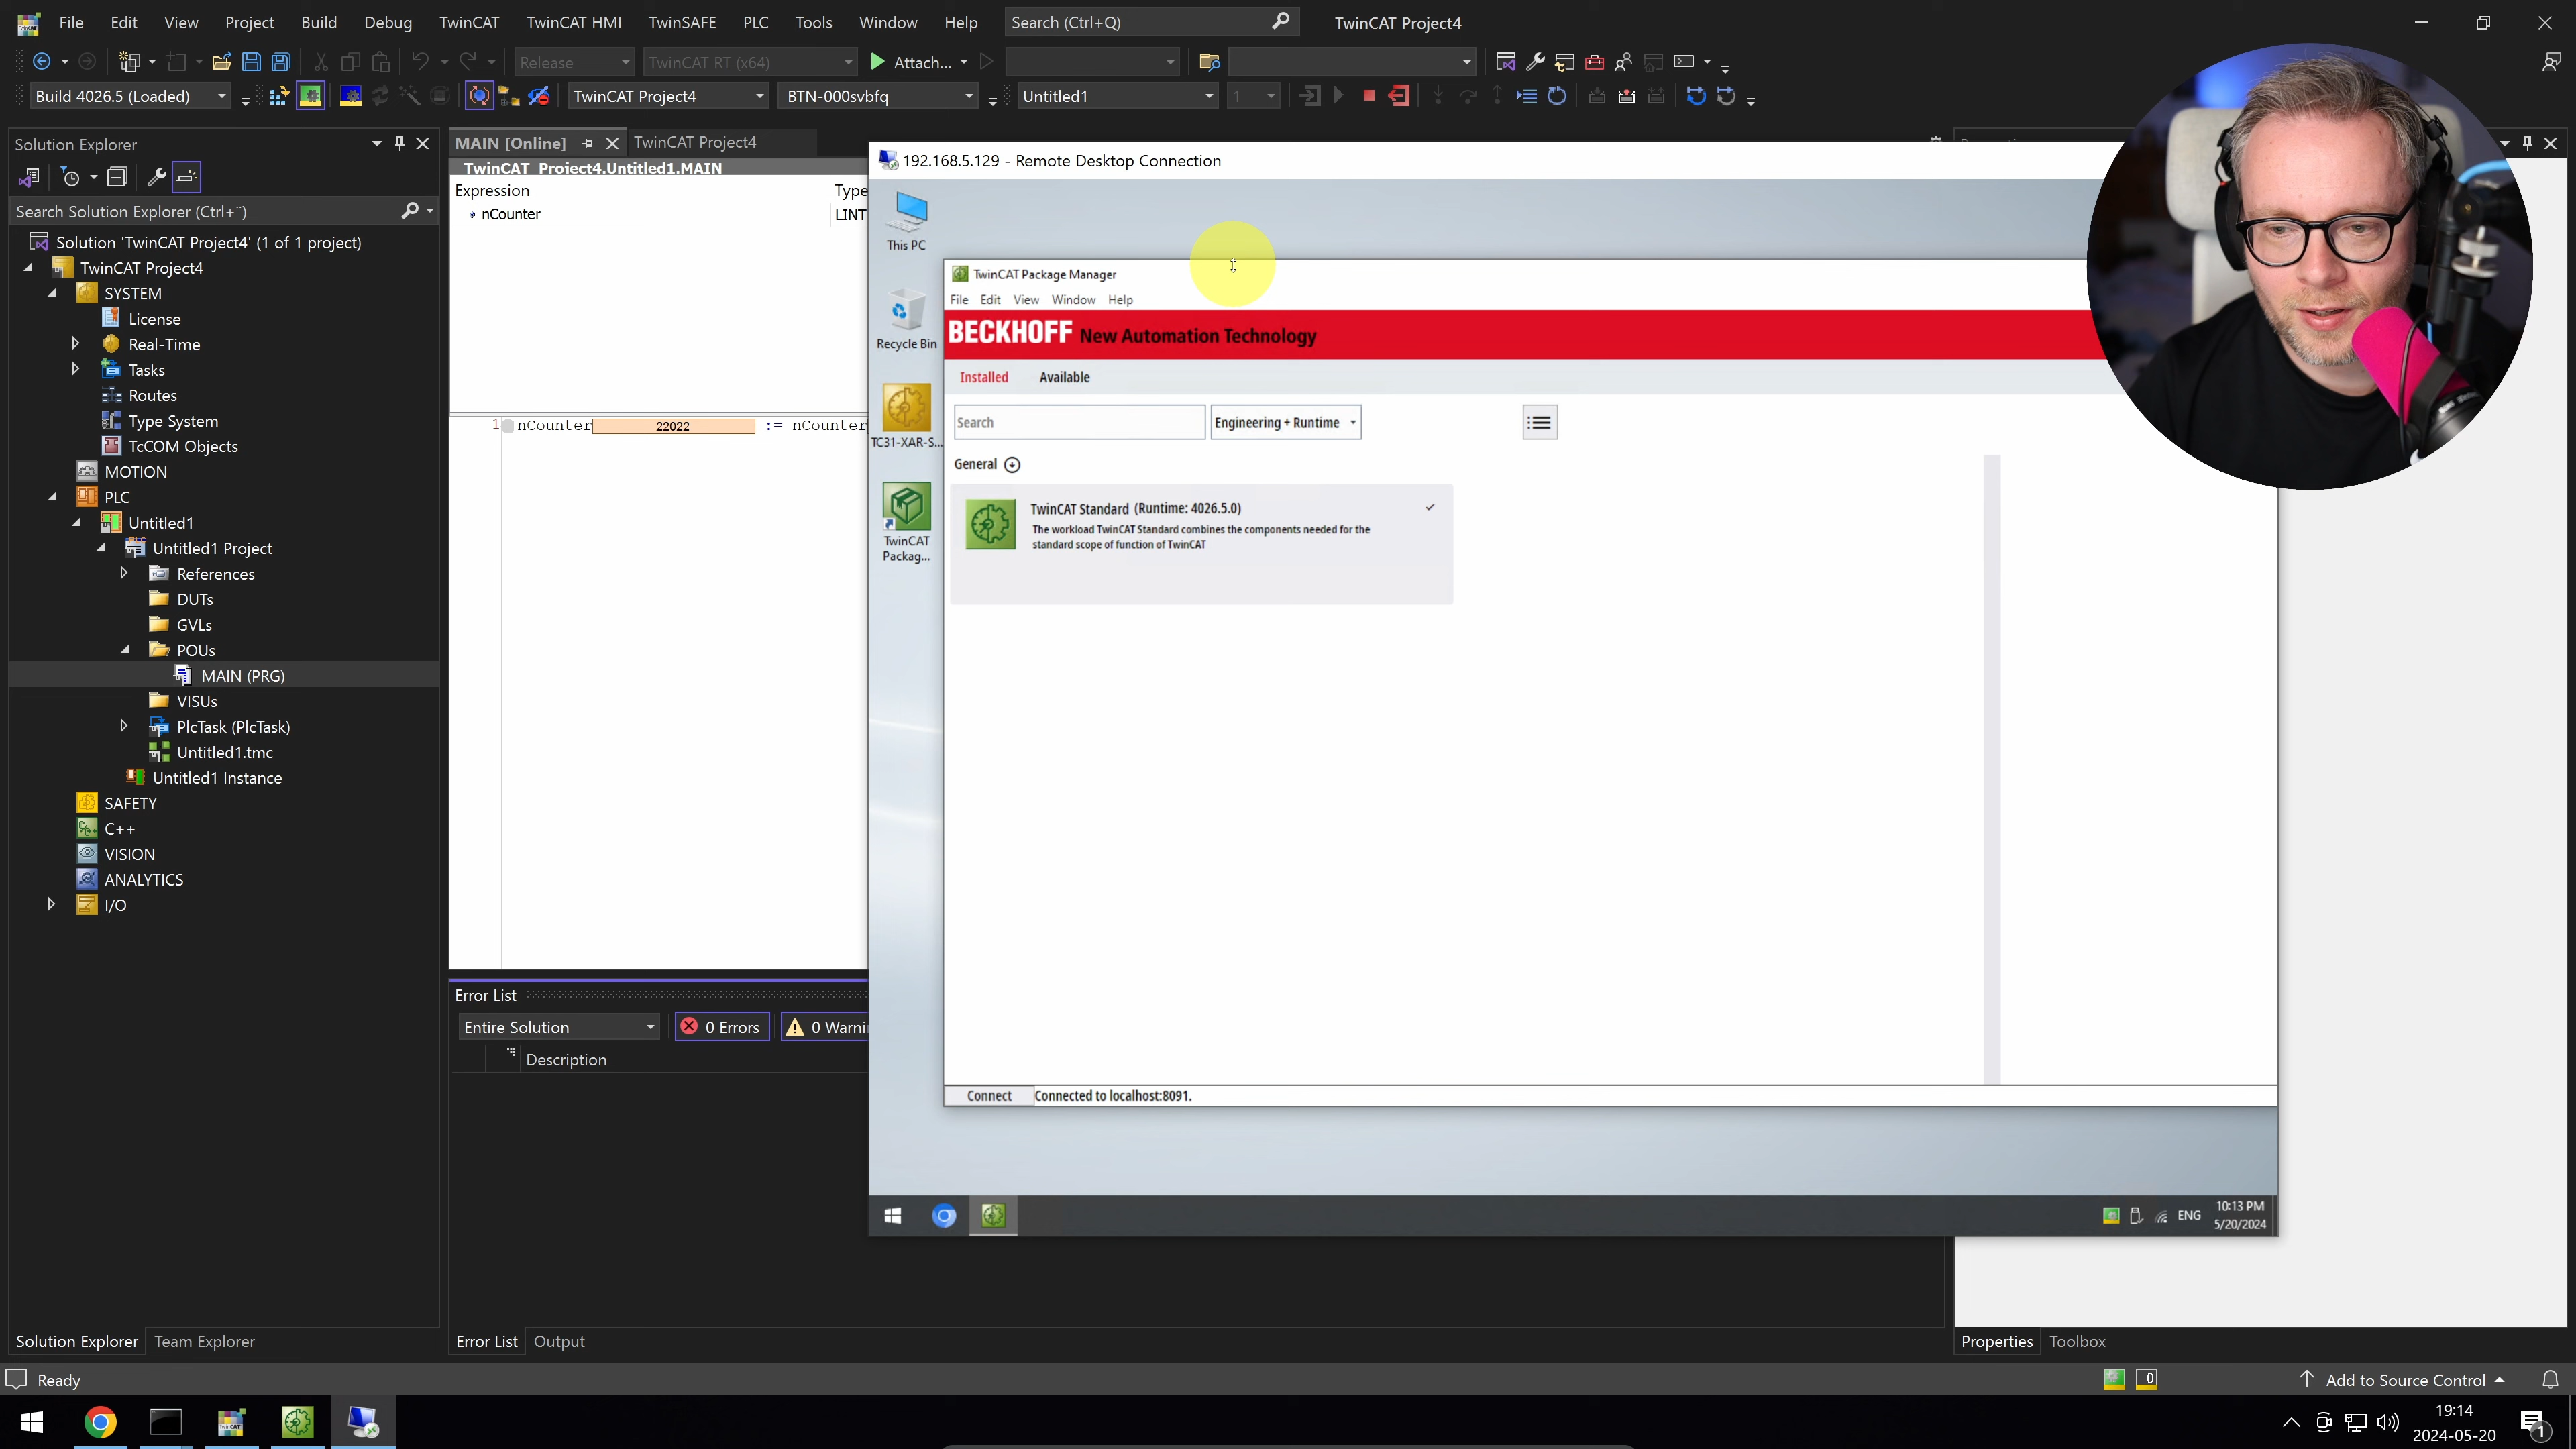 File Edit View Project Build Debug TwinCAT TwinCAT HMI TwinSAFE PLC Tools Window Help Search (Ctrl+Q) TwinCAT Project4
Release TwinCAT RT (x64) Attach...
Build 4026.5 (Loaded) TwinCAT Project4 BTN-000svbfq Untitled1 1
Solution Explorer
Search Solution Explorer (Ctrl+¨)
Solution 'TwinCAT Project4' (1 of 1 project)
TwinCAT Project4
SYSTEM
License
Real-Time
Tasks
Routes
Type System
TcCOM Objects
MOTION
PLC
Untitled1
Untitled1 Project
References
DUTs
GVLs
POUs
MAIN (PRG)
VISUs
PlcTask (PlcTask)
Untitled1.tmc
Untitled1 Instance
SAFETY
C++
VISION
ANALYTICS
I/O
Solution Explorer Team Explorer
MAIN [Online] TwinCAT Project4
TwinCAT_Project4.Untitled1.MAIN
Expression Type
nCounter LINT
1 nCounter 22022 := nCounter
Error List
Entire Solution 0 Errors 0 Warnin
Description
Error List Output
192.168.5.129 - Remote Desktop Connection
This PC
Recycle Bin
TC31-XAR-S...
TwinCAT
Packag...
TwinCAT Package Manager
File Edit View Window Help
BECKHOFF New Automation Technology
Installed Available
Search Engineering + Runtime
General
TwinCAT Standard (Runtime: 4026.5.0)
The workload TwinCAT Standard combines the components needed for the
standard scope of function of TwinCAT
Connect Connected to localhost:8091.
ENG 10:13 PM
5/20/2024
Properties Toolbox
Ready 0 Add to Source Control
19:14
2024-05-20
1